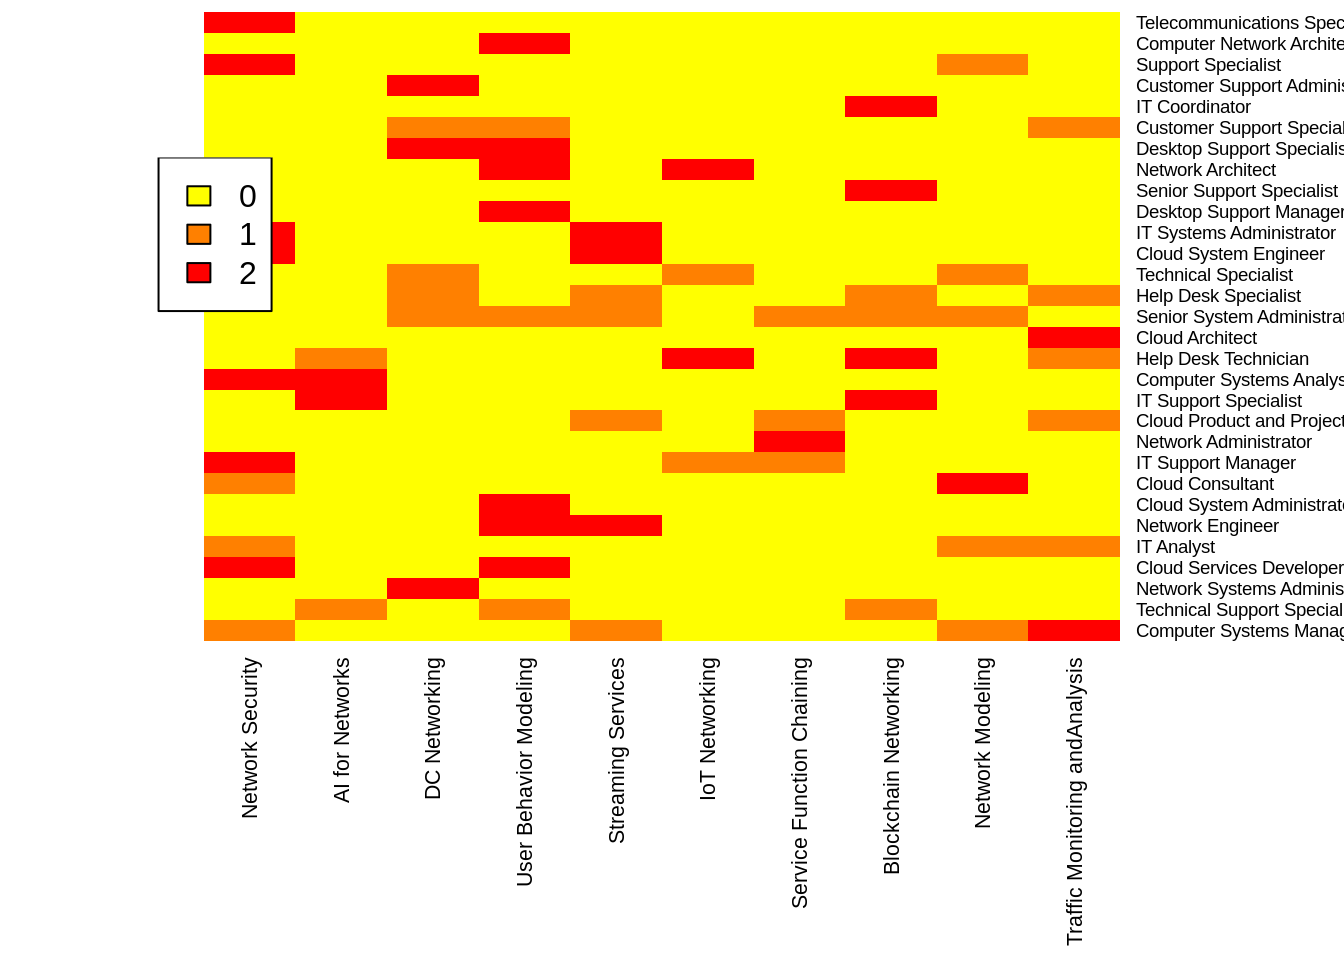 Telecommunications Spec
Computer Network Archite
Support Specialist
Customer Support Adminis
IT Coordinator
Customer Support Special
Desktop Support Specialis
Network Architect
Senior Support Specialist
Desktop Support Manager
IT Systems Administrator
Cloud System Engineer
Technical Specialist
Help Desk Specialist
Senior System Administrat
Cloud Architect
Help Desk Technician
Computer Systems Analys
IT Support Specialist
Cloud Product and Project
Network Administrator
IT Support Manager
Cloud Consultant
Cloud System Administrato
Network Engineer
IT Analyst
Cloud Services Developer
Network Systems Adminis
Technical Support Special
Computer Systems Manag
0
1
2
Network Security
AI for Networks
DC Networking
User Behavior Modeling
Streaming Services
IoT Networking
Service Function Chaining
Blockchain Networking
Network Modeling
Traffic Monitoring andAnalysis